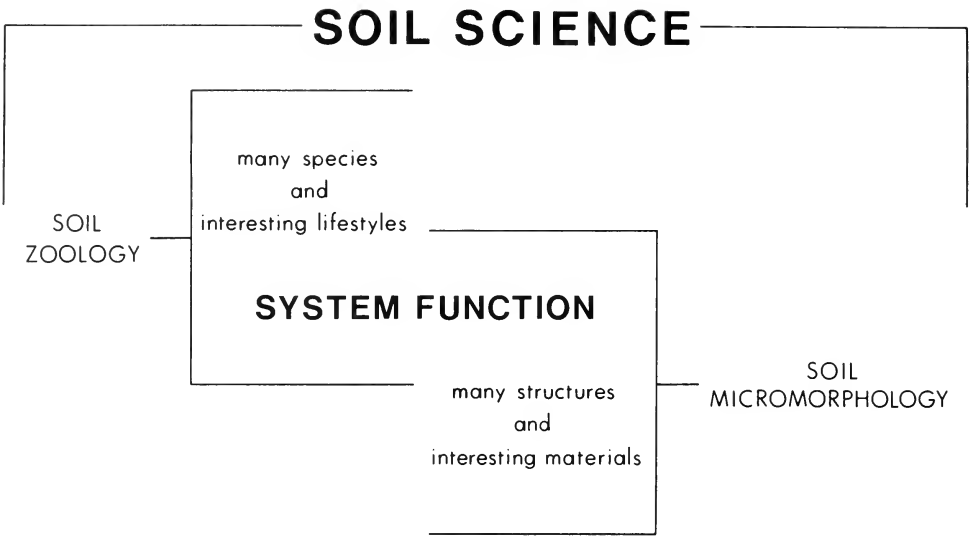 SOIL SCIENCE
many species
and
interesting lifestyles
SOIL
ZOOLOGY
SYSTEM FUNCTION
many structures
and
interesting materials
SOIL
MICROMORPHOLOGY